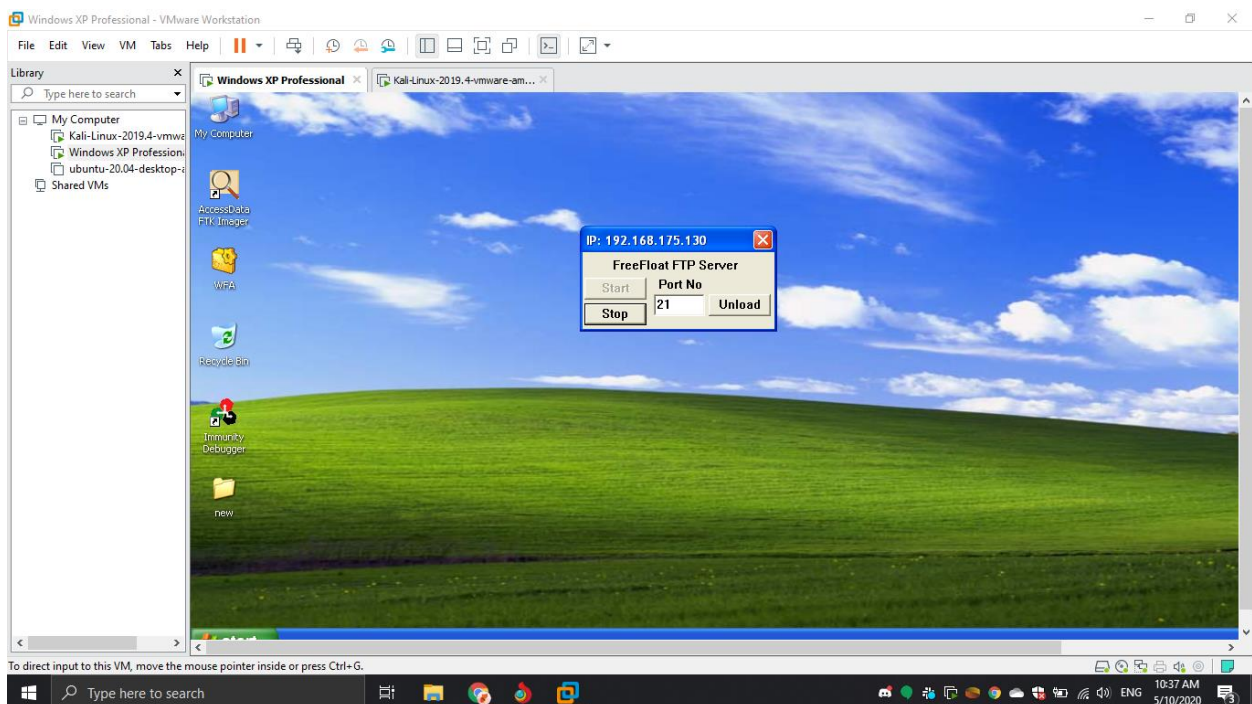 Windows XP Professional - VMware Workstation
File Edit View VM Tabs Help
Library
Type here to search
My Computer
Kali-Linux-2019.4-vmwa
Windows XP Profession
ubuntu-20.04-desktop-a
Shared VMs
Windows XP Professional
Kali-Linux-2019.4-vmware-am...
My Computer
AccessData
FTK Imager
WFA
Recycle Bin
Immunity
Debugger
new
IP: 192.168.175.130
FreeFloat FTP Server
Start Port No
Stop 21 Unload
start
To direct input to this VM, move the mouse pointer inside or press Ctrl+G.
Type here to search
ENG
10:37 AM
5/10/2020
3